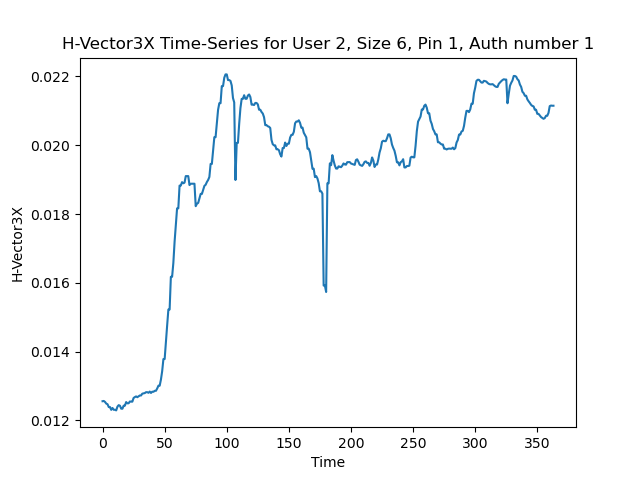 H-Vector3X Time-Series for User 2, Size 6, Pin 1, Auth number 1
0.022
0.020
0.018
0.016
0.014
0.012
H-Vector3X
0 50 100 150 200 250 300 350
Time